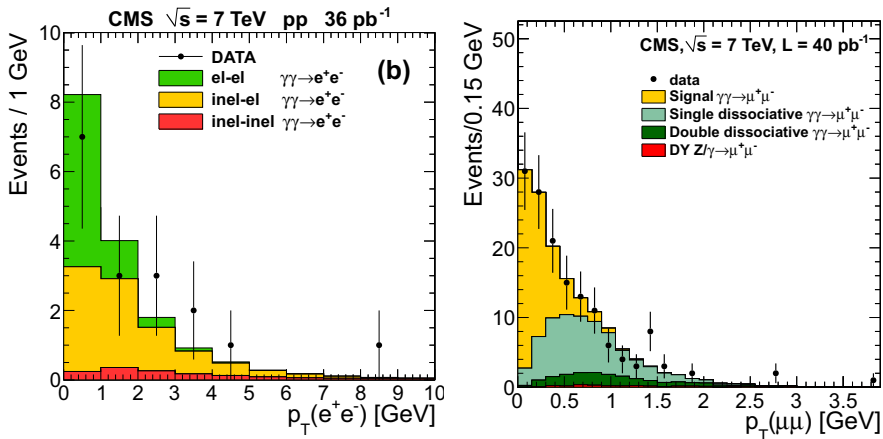 CMS √s = 7 TeV pp 36 pb⁻¹
Events / 1 GeV
(b)
DATA
el-el γγ→e⁺e⁻
inel-el γγ→e⁺e⁻
inel-inel γγ→e⁺e⁻
10
8
6
4
2
0
0 1 2 3 4 5 6 7 8 9 10
p_T(e⁺e⁻) [GeV]
CMS, √s = 7 TeV, L = 40 pb⁻¹
Events/0.15 GeV
data
Signal γγ→μ⁺μ⁻
Single dissociative γγ→μ⁺μ⁻
Double dissociative γγ→μ⁺μ⁻
DY Z/γ→μ⁺μ⁻
50
40
30
20
10
0
0 0.5 1 1.5 2 2.5 3 3.5
p_T(μμ) [GeV]